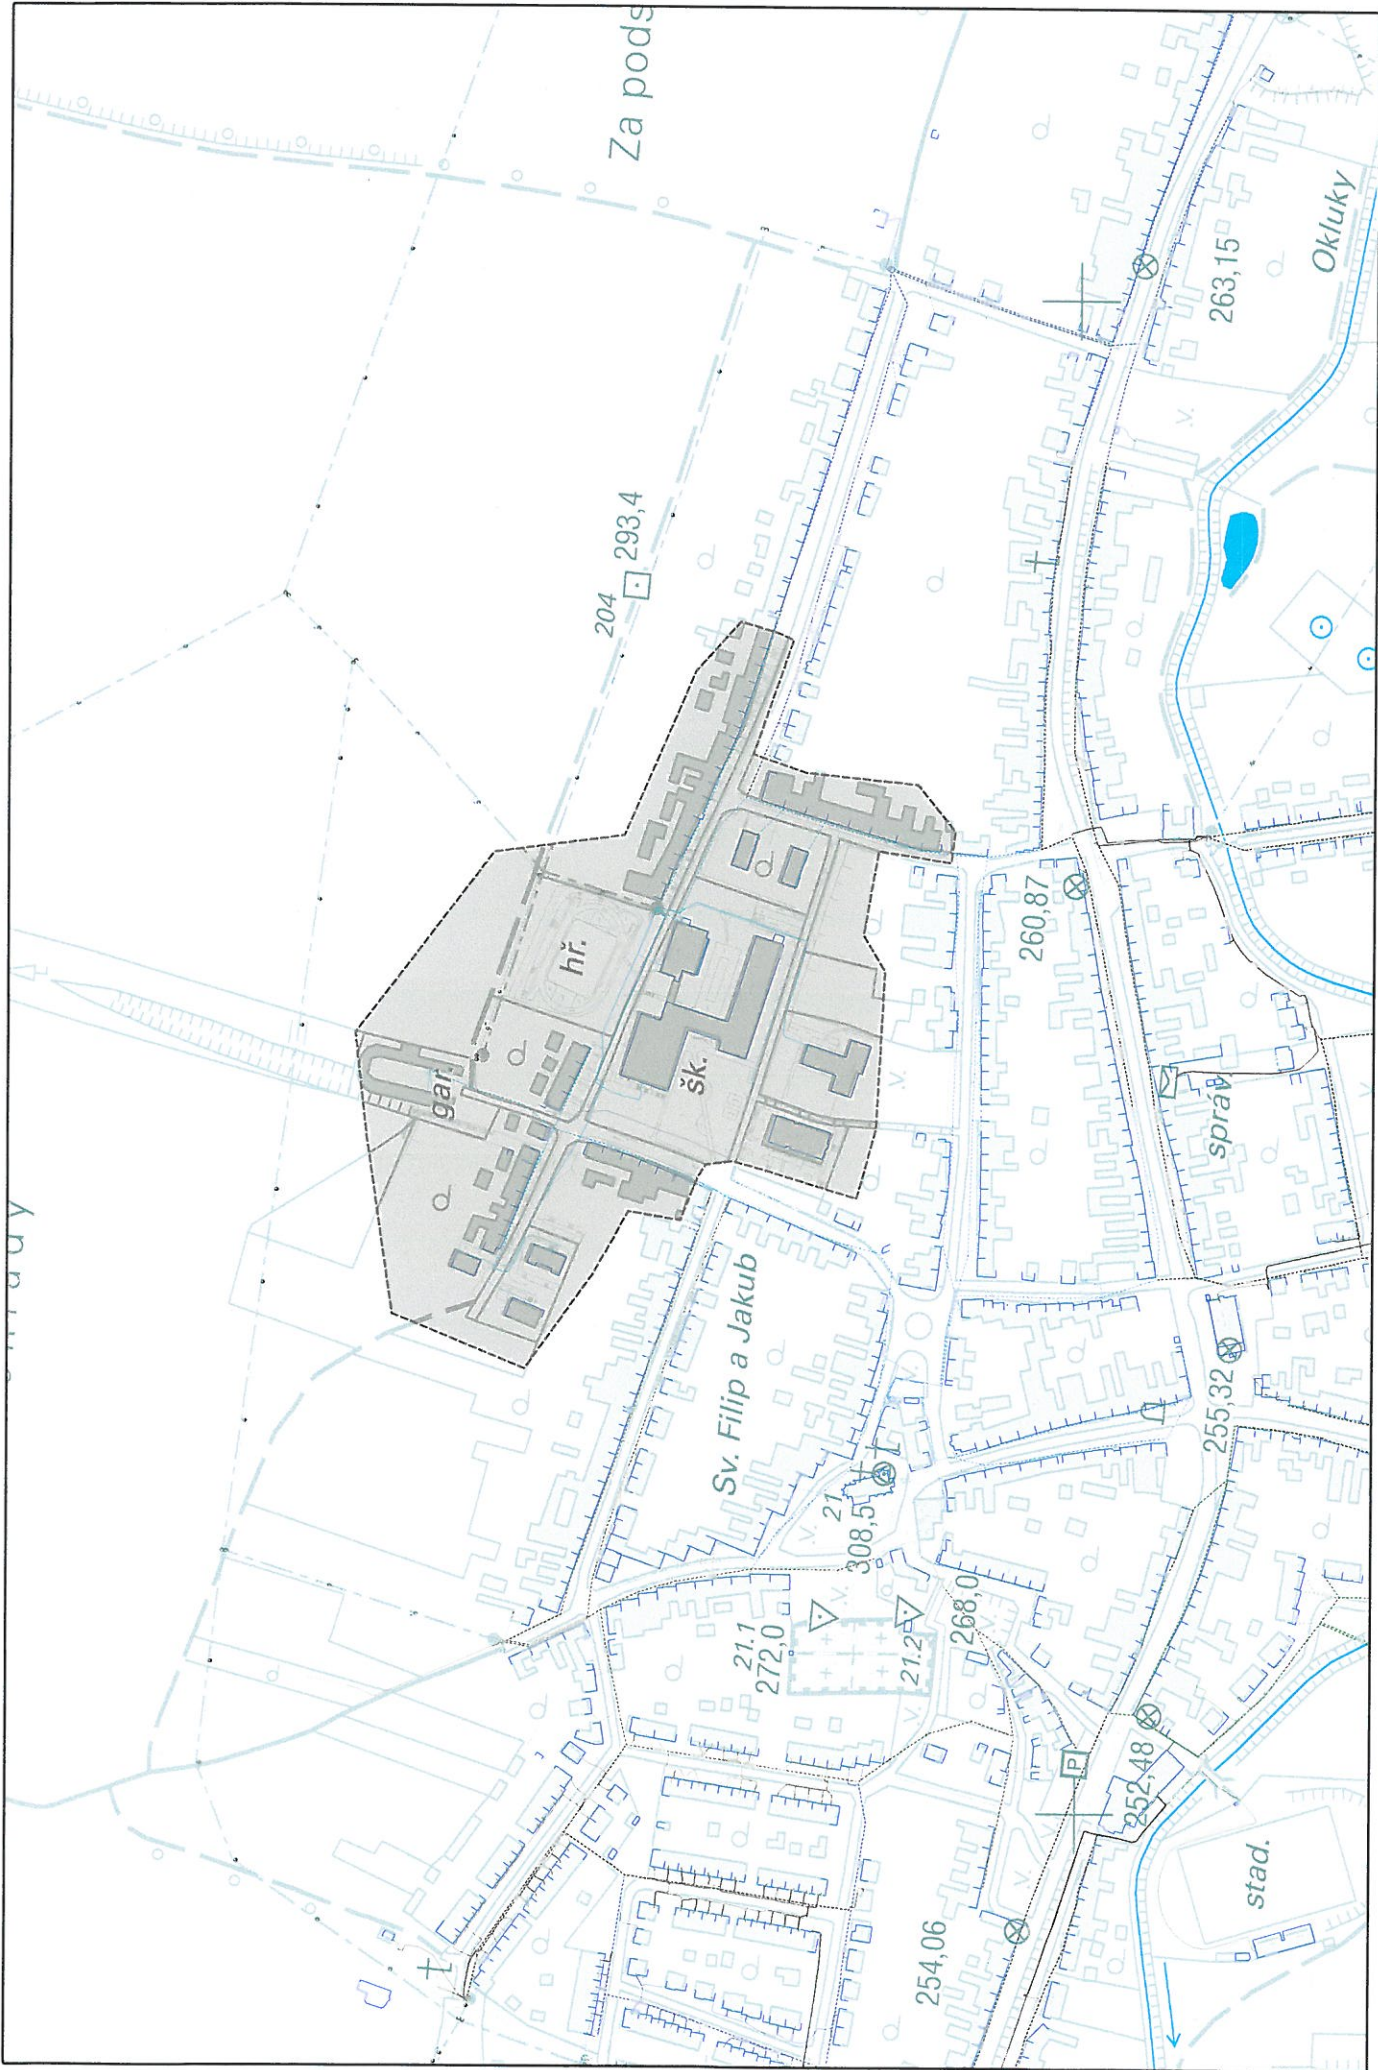 Za pods
Okluky
263,15
204
293,4
hř.
gar.
šk.
260,87
správ
Sv. Filip a Jakub
255,32
21
308,5
21.1
272,0
21.2
268,0
P
252,48
254,06
stad.
v.
v.
v.
v.
v.
v.
v.